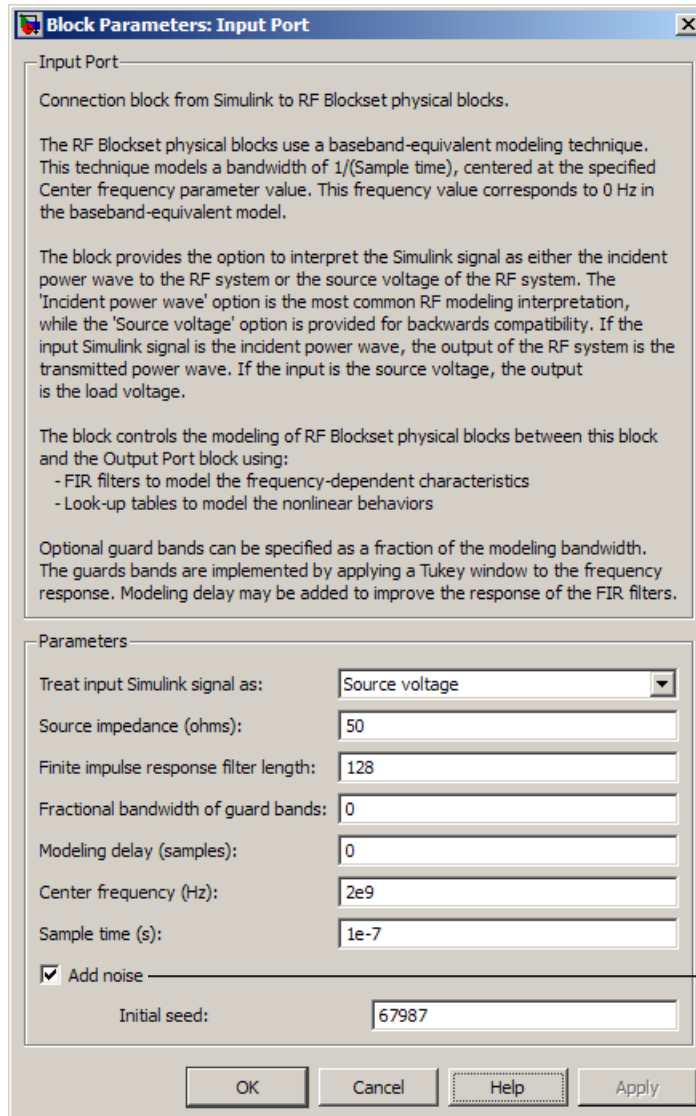 Block Parameters: Input Port
Input Port
Connection block from Simulink to RF Blockset physical blocks.
The RF Blockset physical blocks use a baseband-equivalent modeling technique.
This technique models a bandwidth of 1/(Sample time), centered at the specified
Center frequency parameter value. This frequency value corresponds to 0 Hz in
the baseband-equivalent model.
The block provides the option to interpret the Simulink signal as either the incident
power wave to the RF system or the source voltage of the RF system. The
'Incident power wave' option is the most common RF modeling interpretation,
while the 'Source voltage' option is provided for backwards compatibility. If the
input Simulink signal is the incident power wave, the output of the RF system is the
transmitted power wave. If the input is the source voltage, the output
is the load voltage.
The block controls the modeling of RF Blockset physical blocks between this block
and the Output Port block using:
- FIR filters to model the frequency-dependent characteristics
- Look-up tables to model the nonlinear behaviors
Optional guard bands can be specified as a fraction of the modeling bandwidth.
The guards bands are implemented by applying a Tukey window to the frequency
response. Modeling delay may be added to improve the response of the FIR filters.
Parameters
Treat input Simulink signal as: Source voltage
Source impedance (ohms): 50
Finite impulse response filter length: 128
Fractional bandwidth of guard bands: 0
Modeling delay (samples): 0
Center frequency (Hz): 2e9
Sample time (s): 1e-7
Add noise
Initial seed: 67987
OK Cancel Help Apply